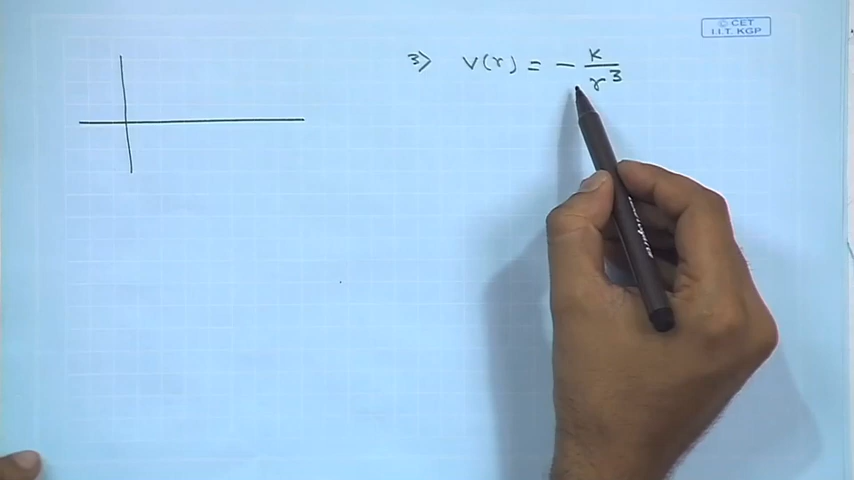 © CET
I.I.T. KGP
3> V(r) = - K/r³